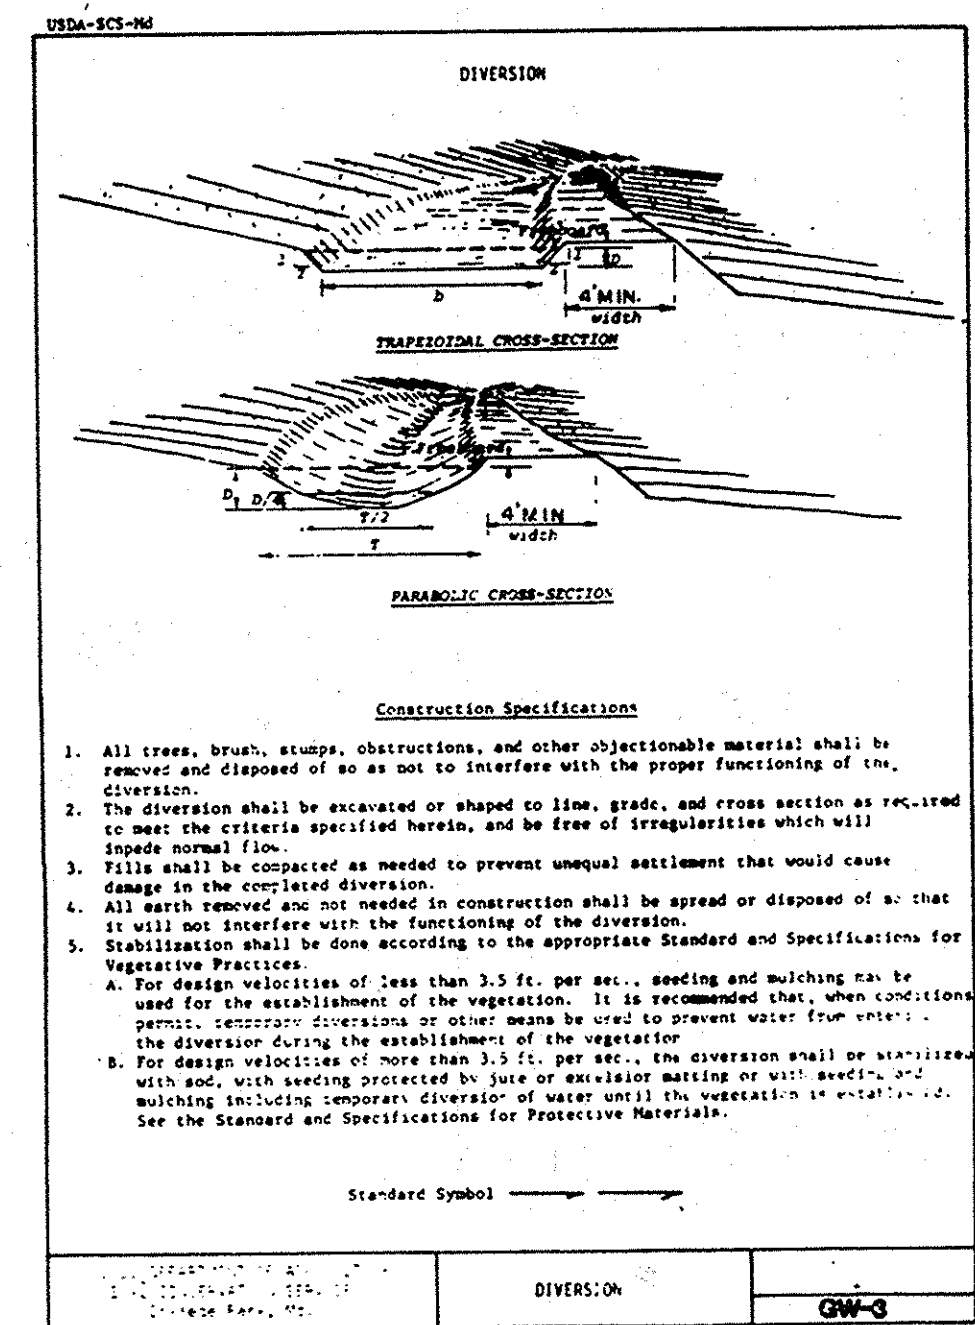 USDA-SCS-Md
DIVERSION
Freeboard
D
b
4' MIN.
width
TRAPEZOIDAL CROSS-SECTION
Freeboard
D
D/4
T/2
T
4' MIN
width
PARABOLIC CROSS-SECTION
Construction Specifications
1. All trees, brush, stumps, obstructions, and other objectionable material shall be
removed and disposed of so as not to interfere with the proper functioning of the
diversion.
2. The diversion shall be excavated or shaped to line, grade, and cross section as required
to meet the criteria specified herein, and be free of irregularities which will
impede normal flow.
3. Fills shall be compacted as needed to prevent unequal settlement that would cause
damage in the completed diversion.
4. All earth removed and not needed in construction shall be spread or disposed of so that
it will not interfere with the functioning of the diversion.
5. Stabilization shall be done according to the appropriate Standard and Specifications for
Vegetative Practices.
A. For design velocities of less than 3.5 ft. per sec., seeding and mulching may be
used for the establishment of the vegetation. It is recommended that, when conditions
permit, temporary diversions or other means be used to prevent water from
the diversion during the establishment of the vegetation
B. For design velocities of more than 3.5 ft. per sec., the diversion shall be stabilized
with sod, with seeding protected by jute or excelsior matting or with seeding and
mulching including temporary diversion of water until the vegetation is established.
See the Standard and Specifications for Protective Materials.
Standard Symbol
College Park, Md.
DIVERSION
GW-3